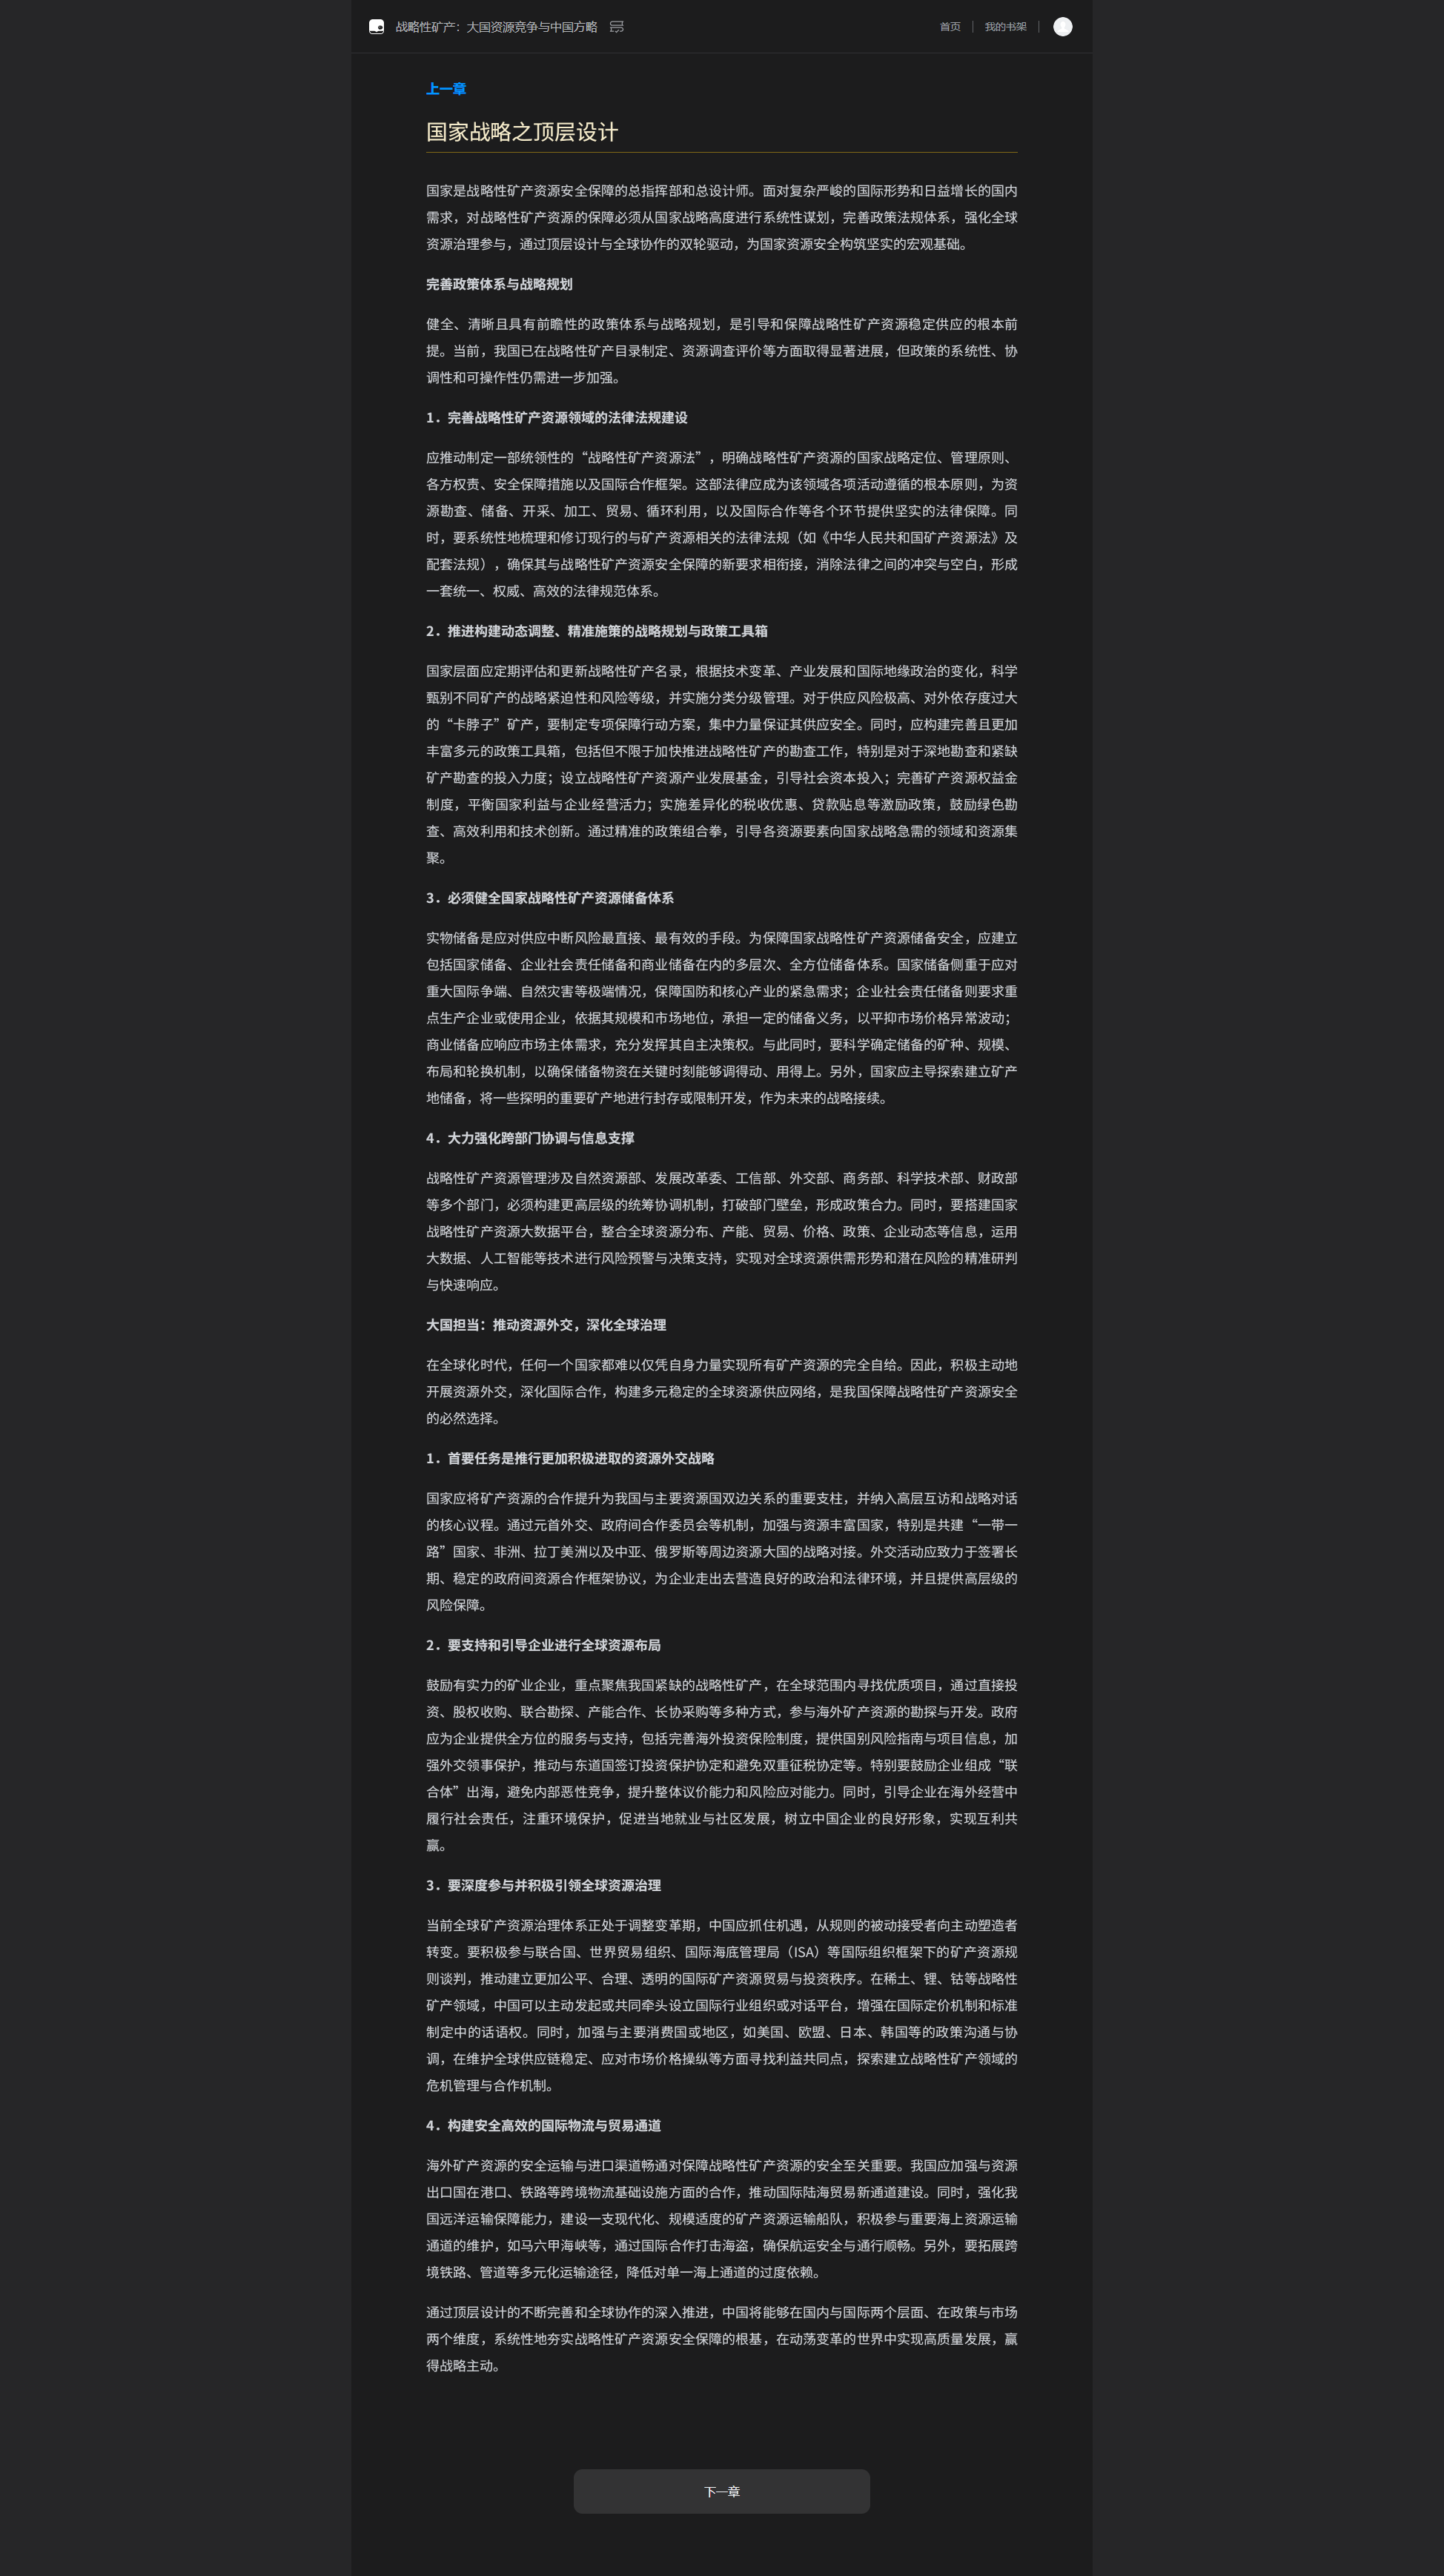 战略性矿产：大国资源竞争与中国方略
首页
我的书架
上一章
国家战略之顶层设计
国家是战略性矿产资源安全保障的总指挥部和总设计师。面对复杂严峻的国际形势和日益增长的国内
需求，对战略性矿产资源的保障必须从国家战略高度进行系统性谋划，完善政策法规体系，强化全球
资源治理参与，通过顶层设计与全球协作的双轮驱动，为国家资源安全构筑坚实的宏观基础。
完善政策体系与战略规划
健全、清晰且具有前瞻性的政策体系与战略规划，是引导和保障战略性矿产资源稳定供应的根本前
提。当前，我国已在战略性矿产目录制定、资源调查评价等方面取得显著进展，但政策的系统性、协
调性和可操作性仍需进一步加强。
1．完善战略性矿产资源领域的法律法规建设
应推动制定一部统领性的“战略性矿产资源法”，明确战略性矿产资源的国家战略定位、管理原则、
各方权责、安全保障措施以及国际合作框架。这部法律应成为该领域各项活动遵循的根本原则，为资
源勘查、储备、开采、加工、贸易、循环利用，以及国际合作等各个环节提供坚实的法律保障。同
时，要系统性地梳理和修订现行的与矿产资源相关的法律法规（如《中华人民共和国矿产资源法》及
配套法规），确保其与战略性矿产资源安全保障的新要求相衔接，消除法律之间的冲突与空白，形成
一套统一、权威、高效的法律规范体系。
2．推进构建动态调整、精准施策的战略规划与政策工具箱
国家层面应定期评估和更新战略性矿产名录，根据技术变革、产业发展和国际地缘政治的变化，科学
甄别不同矿产的战略紧迫性和风险等级，并实施分类分级管理。对于供应风险极高、对外依存度过大
的“卡脖子”矿产，要制定专项保障行动方案，集中力量保证其供应安全。同时，应构建完善且更加
丰富多元的政策工具箱，包括但不限于加快推进战略性矿产的勘查工作，特别是对于深地勘查和紧缺
矿产勘查的投入力度；设立战略性矿产资源产业发展基金，引导社会资本投入；完善矿产资源权益金
制度，平衡国家利益与企业经营活力；实施差异化的税收优惠、贷款贴息等激励政策，鼓励绿色勘
查、高效利用和技术创新。通过精准的政策组合拳，引导各资源要素向国家战略急需的领域和资源集
聚。
3．必须健全国家战略性矿产资源储备体系
实物储备是应对供应中断风险最直接、最有效的手段。为保障国家战略性矿产资源储备安全，应建立
包括国家储备、企业社会责任储备和商业储备在内的多层次、全方位储备体系。国家储备侧重于应对
重大国际争端、自然灾害等极端情况，保障国防和核心产业的紧急需求；企业社会责任储备则要求重
点生产企业或使用企业，依据其规模和市场地位，承担一定的储备义务，以平抑市场价格异常波动；
商业储备应响应市场主体需求，充分发挥其自主决策权。与此同时，要科学确定储备的矿种、规模、
布局和轮换机制，以确保储备物资在关键时刻能够调得动、用得上。另外，国家应主导探索建立矿产
地储备，将一些探明的重要矿产地进行封存或限制开发，作为未来的战略接续。
4．大力强化跨部门协调与信息支撑
战略性矿产资源管理涉及自然资源部、发展改革委、工信部、外交部、商务部、科学技术部、财政部
等多个部门，必须构建更高层级的统筹协调机制，打破部门壁垒，形成政策合力。同时，要搭建国家
战略性矿产资源大数据平台，整合全球资源分布、产能、贸易、价格、政策、企业动态等信息，运用
大数据、人工智能等技术进行风险预警与决策支持，实现对全球资源供需形势和潜在风险的精准研判
与快速响应。
大国担当：推动资源外交，深化全球治理
在全球化时代，任何一个国家都难以仅凭自身力量实现所有矿产资源的完全自给。因此，积极主动地
开展资源外交，深化国际合作，构建多元稳定的全球资源供应网络，是我国保障战略性矿产资源安全
的必然选择。
1．首要任务是推行更加积极进取的资源外交战略
国家应将矿产资源的合作提升为我国与主要资源国双边关系的重要支柱，并纳入高层互访和战略对话
的核心议程。通过元首外交、政府间合作委员会等机制，加强与资源丰富国家，特别是共建“一带一
路”国家、非洲、拉丁美洲以及中亚、俄罗斯等周边资源大国的战略对接。外交活动应致力于签署长
期、稳定的政府间资源合作框架协议，为企业走出去营造良好的政治和法律环境，并且提供高层级的
风险保障。
2．要支持和引导企业进行全球资源布局
鼓励有实力的矿业企业，重点聚焦我国紧缺的战略性矿产，在全球范围内寻找优质项目，通过直接投
资、股权收购、联合勘探、产能合作、长协采购等多种方式，参与海外矿产资源的勘探与开发。政府
应为企业提供全方位的服务与支持，包括完善海外投资保险制度，提供国别风险指南与项目信息，加
强外交领事保护，推动与东道国签订投资保护协定和避免双重征税协定等。特别要鼓励企业组成“联
合体”出海，避免内部恶性竞争，提升整体议价能力和风险应对能力。同时，引导企业在海外经营中
履行社会责任，注重环境保护，促进当地就业与社区发展，树立中国企业的良好形象，实现互利共
赢。
3．要深度参与并积极引领全球资源治理
当前全球矿产资源治理体系正处于调整变革期，中国应抓住机遇，从规则的被动接受者向主动塑造者
转变。要积极参与联合国、世界贸易组织、国际海底管理局（ISA）等国际组织框架下的矿产资源规
则谈判，推动建立更加公平、合理、透明的国际矿产资源贸易与投资秩序。在稀土、锂、钴等战略性
矿产领域，中国可以主动发起或共同牵头设立国际行业组织或对话平台，增强在国际定价机制和标准
制定中的话语权。同时，加强与主要消费国或地区，如美国、欧盟、日本、韩国等的政策沟通与协
调，在维护全球供应链稳定、应对市场价格操纵等方面寻找利益共同点，探索建立战略性矿产领域的
危机管理与合作机制。
4．构建安全高效的国际物流与贸易通道
海外矿产资源的安全运输与进口渠道畅通对保障战略性矿产资源的安全至关重要。我国应加强与资源
出口国在港口、铁路等跨境物流基础设施方面的合作，推动国际陆海贸易新通道建设。同时，强化我
国远洋运输保障能力，建设一支现代化、规模适度的矿产资源运输船队，积极参与重要海上资源运输
通道的维护，如马六甲海峡等，通过国际合作打击海盗，确保航运安全与通行顺畅。另外，要拓展跨
境铁路、管道等多元化运输途径，降低对单一海上通道的过度依赖。
通过顶层设计的不断完善和全球协作的深入推进，中国将能够在国内与国际两个层面、在政策与市场
两个维度，系统性地夯实战略性矿产资源安全保障的根基，在动荡变革的世界中实现高质量发展，赢
得战略主动。
下一章